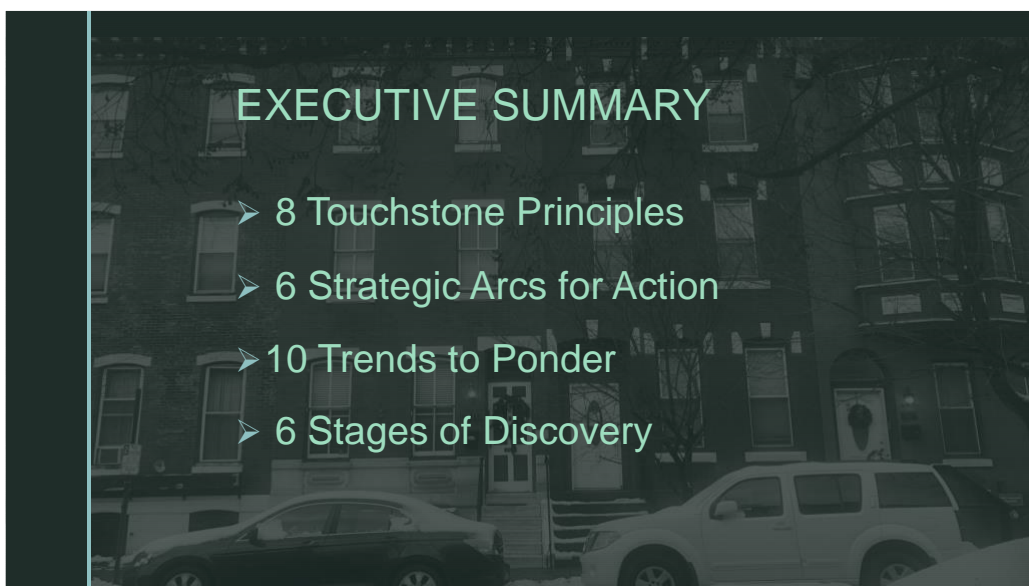 EXECUTIVE SUMMARY
➢ 8 Touchstone Principles
➢ 6 Strategic Arcs for Action
➢10 Trends to Ponder
➢ 6 Stages of Discovery